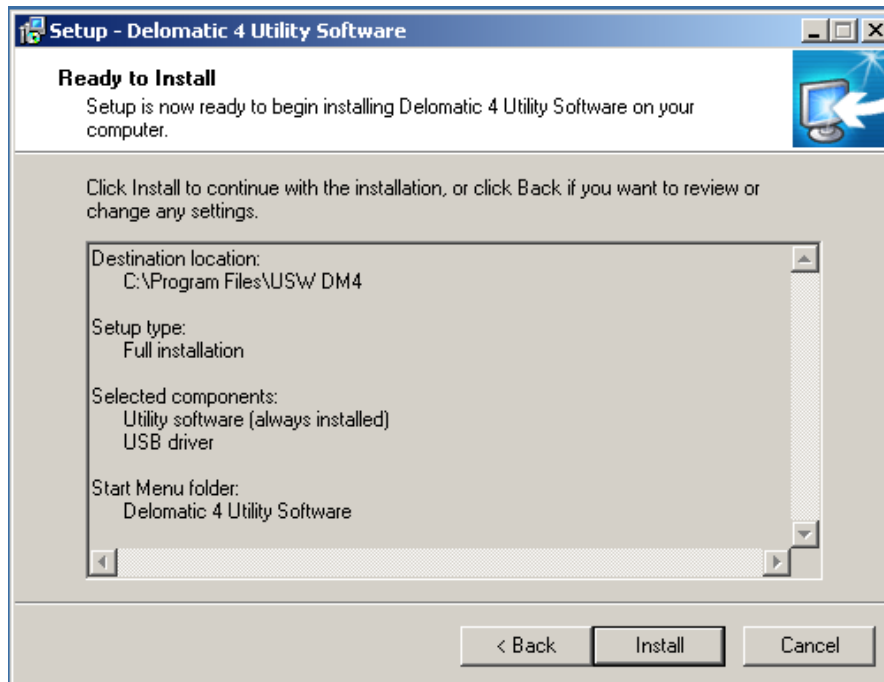 Setup - Delomatic 4 Utility Software
Ready to Install
Setup is now ready to begin installing Delomatic 4 Utility Software on your
computer.
Click Install to continue with the installation, or click Back if you want to review or
change any settings.
Destination location:
C:\Program Files\USW DM4
Setup type:
Full installation
Selected components:
Utility software (always installed)
USB driver
Start Menu folder:
Delomatic 4 Utility Software
< Back
Install
Cancel